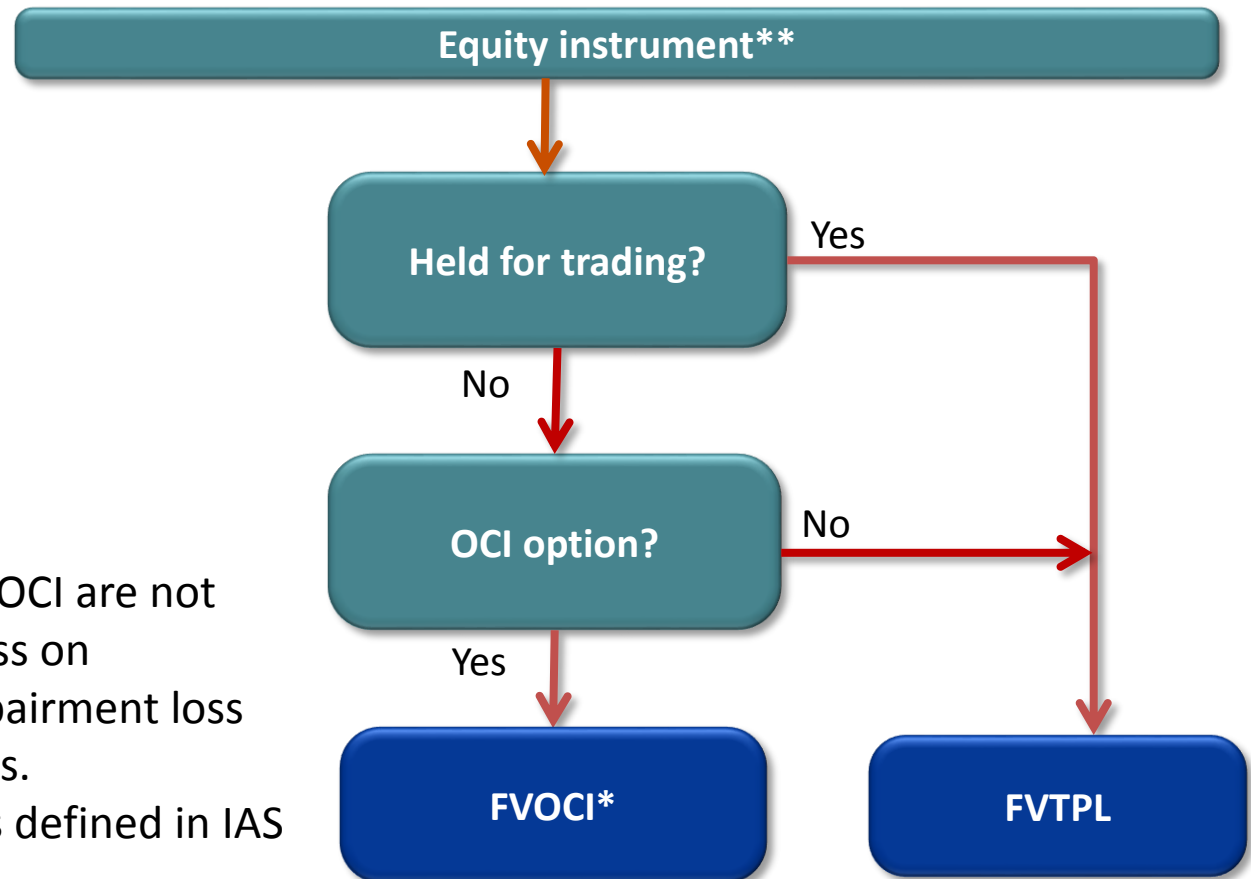 Equity instrument**
Held for trading?
Yes
No
OCI option?
No
OCI are not
ss on
Yes
pairment loss
s.
FVOCI*
FVTPL
s defined in IAS